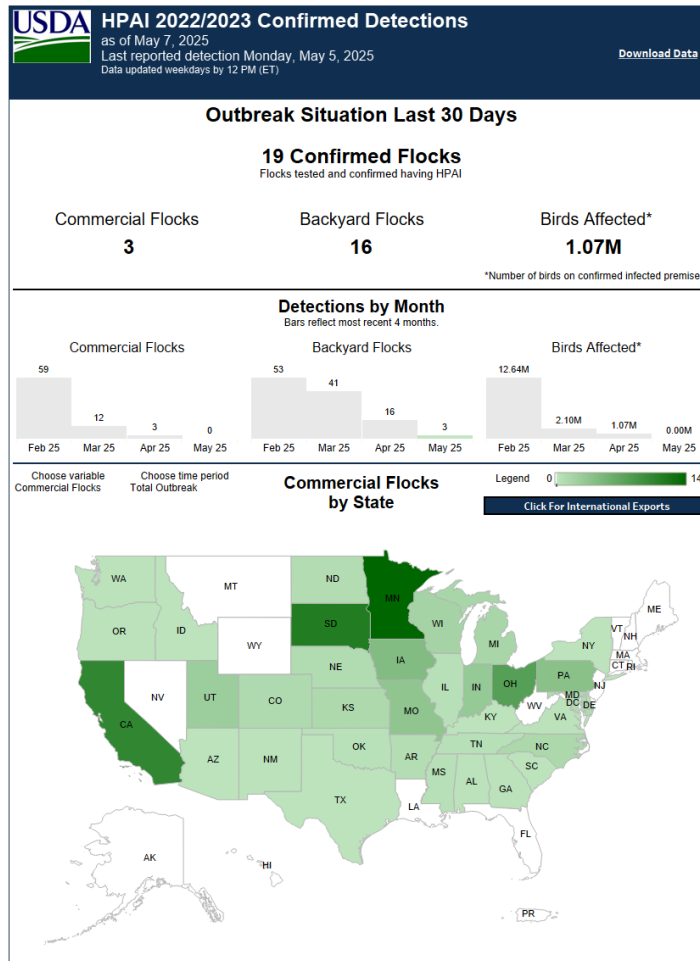 USDA
HPAI 2022/2023 Confirmed Detections
as of May 7, 2025
Last reported detection Monday, May 5, 2025
Data updated weekdays by 12 PM (ET)
Download Data
Outbreak Situation Last 30 Days
19 Confirmed Flocks
Flocks tested and confirmed having HPAI
Commercial Flocks Backyard Flocks Birds Affected*
3 16 1.07M
*Number of birds on confirmed infected premise
Detections by Month
Bars reflect most recent 4 months.
Commercial Flocks
59
12
3
0
Feb 25 Mar 25 Apr 25 May 25
Backyard Flocks
53
41
16
3
Feb 25 Mar 25 Apr 25 May 25
Birds Affected*
12.64M
2.10M
1.07M
0.00M
Feb 25 Mar 25 Apr 25 May 25
Choose variable
Commercial Flocks
Choose time period
Total Outbreak
Commercial Flocks
by State
Legend 0 14
Click For International Exports
WA
MT
ND
MN
ME
OR
ID
SD
WI
MI
NY
VT
NH
MA
CT
RI
WY
NE
IA
IL
IN
OH
PA
NJ
NV
UT
CO
KS
MO
KY
WV
MD
DC
DE
VA
CA
AZ
NM
OK
AR
TN
NC
SC
TX
LA
MS
AL
GA
FL
AK
HI
PR